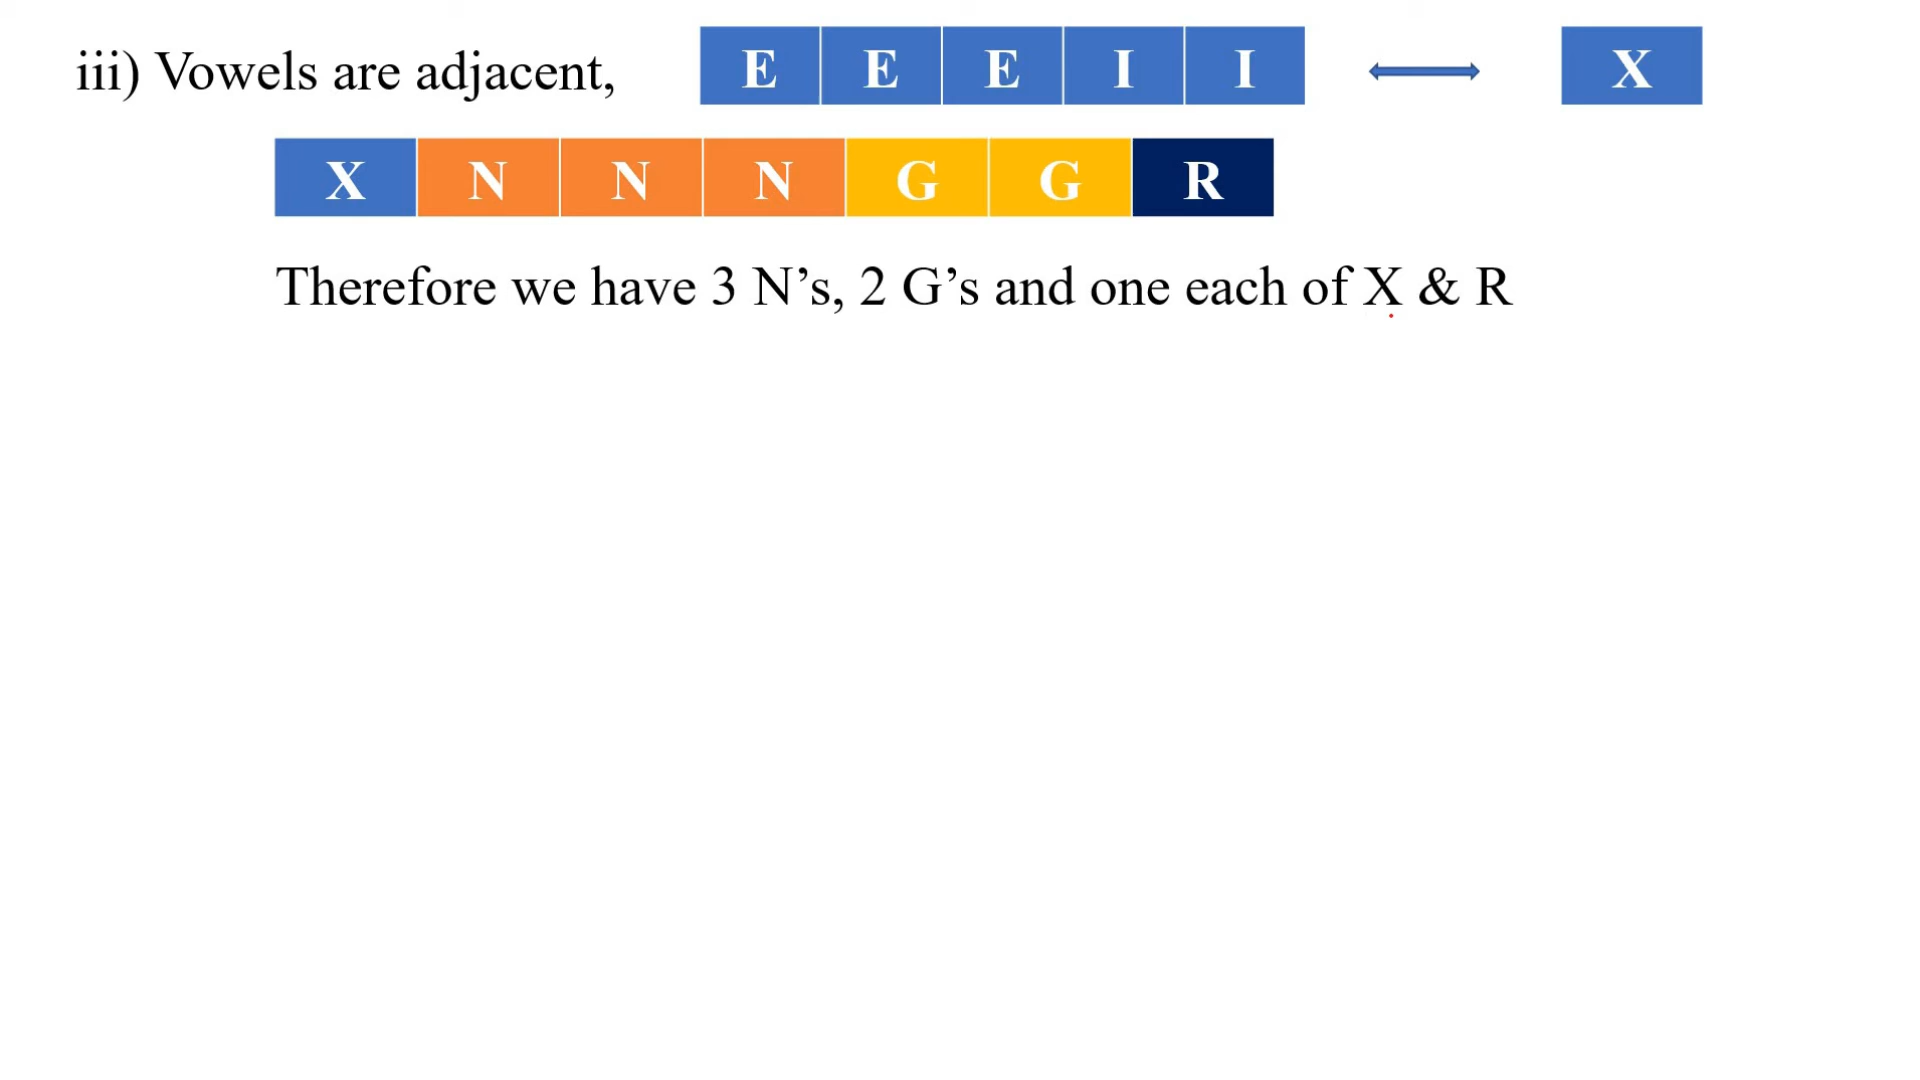 iii) Vowels are adjacent, E E E I I X
X N N N G G R
Therefore we have 3 N’s, 2 G’s and one each of X & R